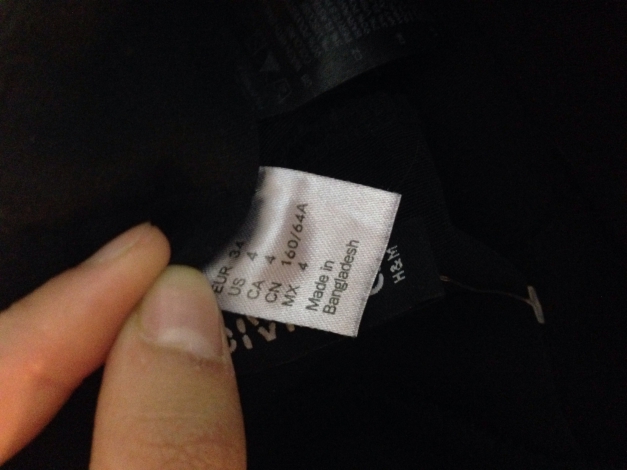 EUR 34
US 4
CA 4
CN 160/64A
MX 4
Made in
Bangladesh
H&M